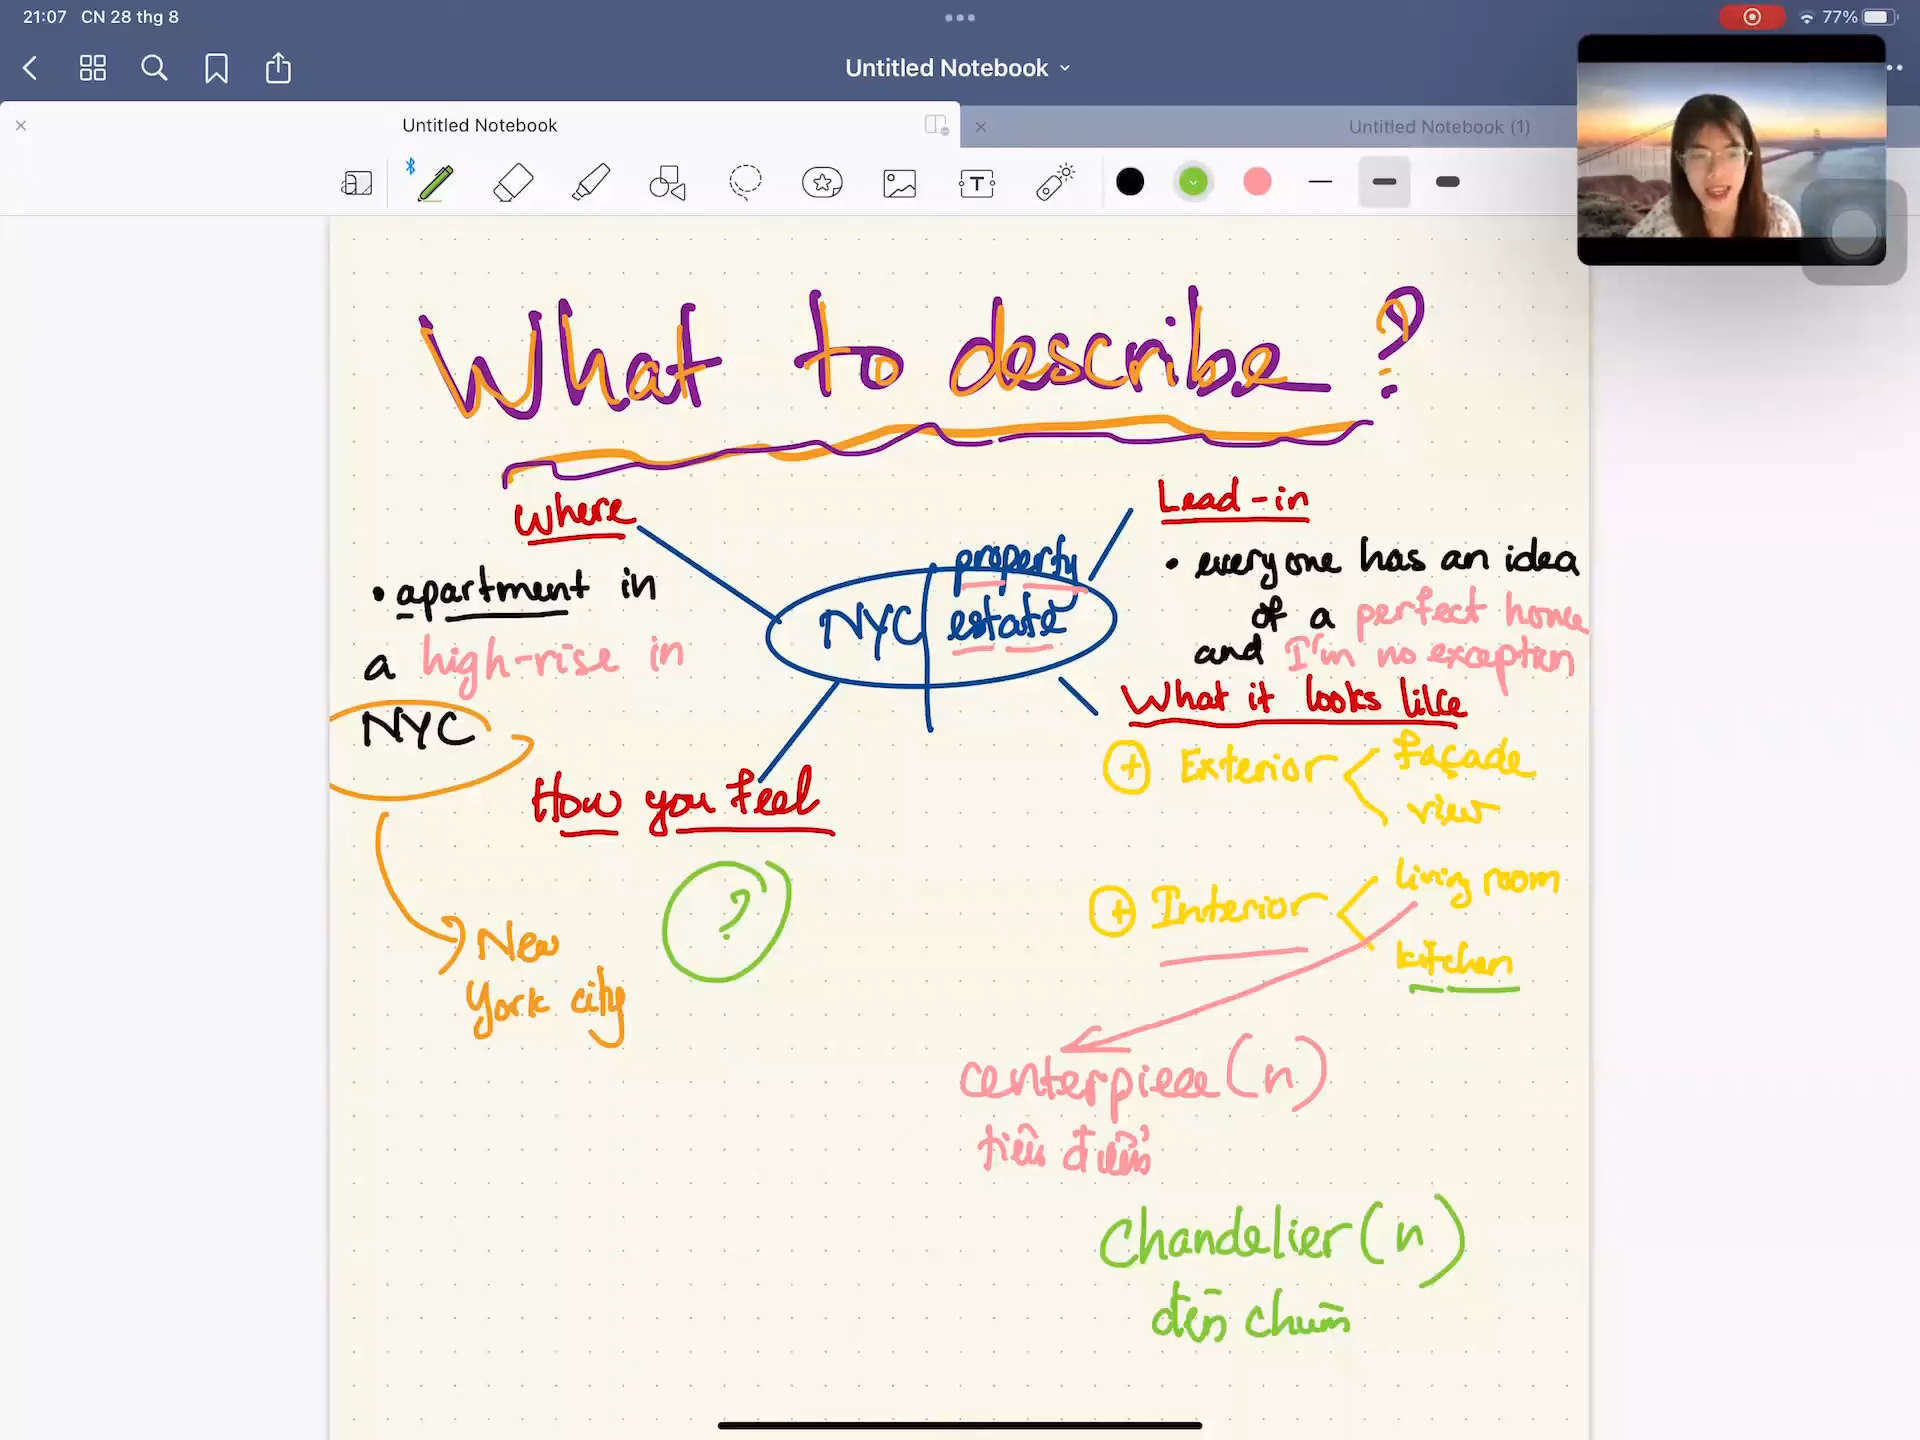 21:07 CN 28 thg 8
77%
Untitled Notebook
Untitled Notebook
Untitled Notebook (1)
What to describe ?
Where
• apartment in
a high-rise in
NYC
New
York city
NYC
property
estate
Lead-in
• everyone has an idea
of a perfect home
and I'm no exception
What it looks like
+ Exterior
façade
view
+ Interior
living room
kitchen
How you feel
?
centerpiece (n)
tiêu điểm
Chandelier (n)
đèn chùm